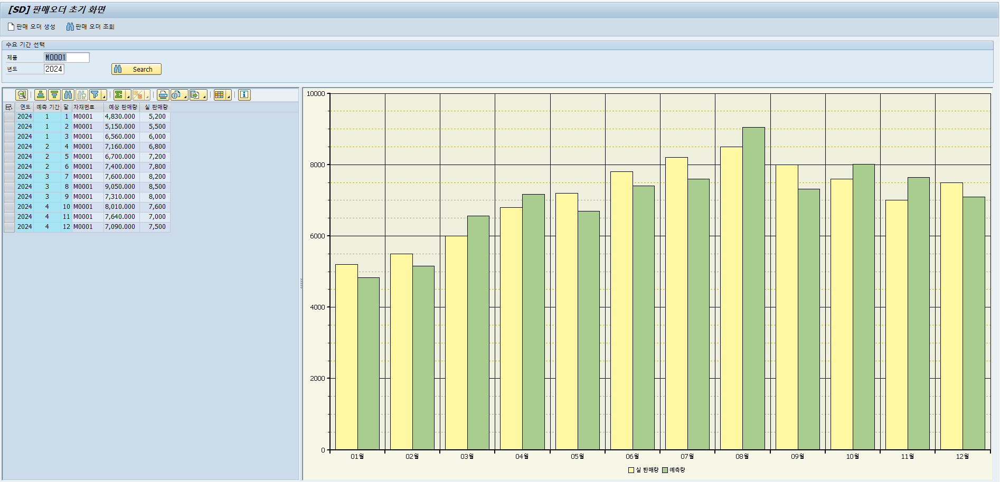 [SD] 판매오더 초기 화면
판매 오더 생성 판매 오더 조회
수요 기간 선택
제품 M0001
년도 2024 Search
연도 예측 기간 달 자재번호 예상 판매량 실 판매량
2024 1 1 M0001 4,830.000 5,200
2024 1 2 M0001 5,150.000 5,500
2024 1 3 M0001 6,560.000 6,000
2024 2 4 M0001 7,160.000 6,800
2024 2 5 M0001 6,700.000 7,200
2024 2 6 M0001 7,400.000 7,800
2024 3 7 M0001 7,600.000 8,200
2024 3 8 M0001 9,050.000 8,500
2024 3 9 M0001 7,310.000 8,000
2024 4 10 M0001 8,010.000 7,600
2024 4 11 M0001 7,640.000 7,000
2024 4 12 M0001 7,090.000 7,500
10000
8000
6000
4000
2000
0
01월 02월 03월 04월 05월 06월 07월 08월 09월 10월 11월 12월
실 판매량 예측량